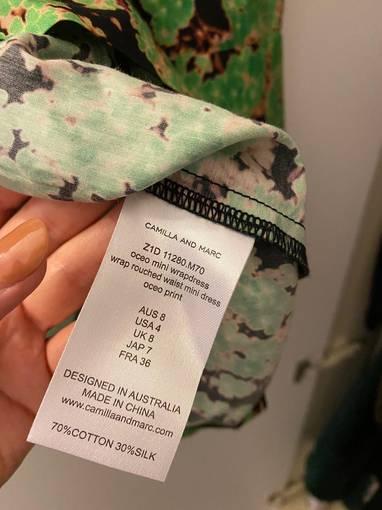 CAMILLA AND MARC
Z1D 11280.M70
oceo mini wrapdress
wrap rouched waist mini dress
oceo print
AUS 8
USA 4
UK 8
JAP 7
FRA 36
DESIGNED IN AUSTRALIA
MADE IN CHINA
www.camillaandmarc.com
70%COTTON 30%SILK